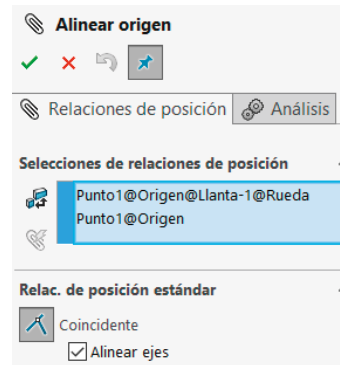 Alinear origen
Relaciones de posición Análisis
Selecciones de relaciones de posición
Punto1@Origen@Llanta-1@Rueda
Punto1@Origen
Relac. de posición estándar
Coincidente
Alinear ejes